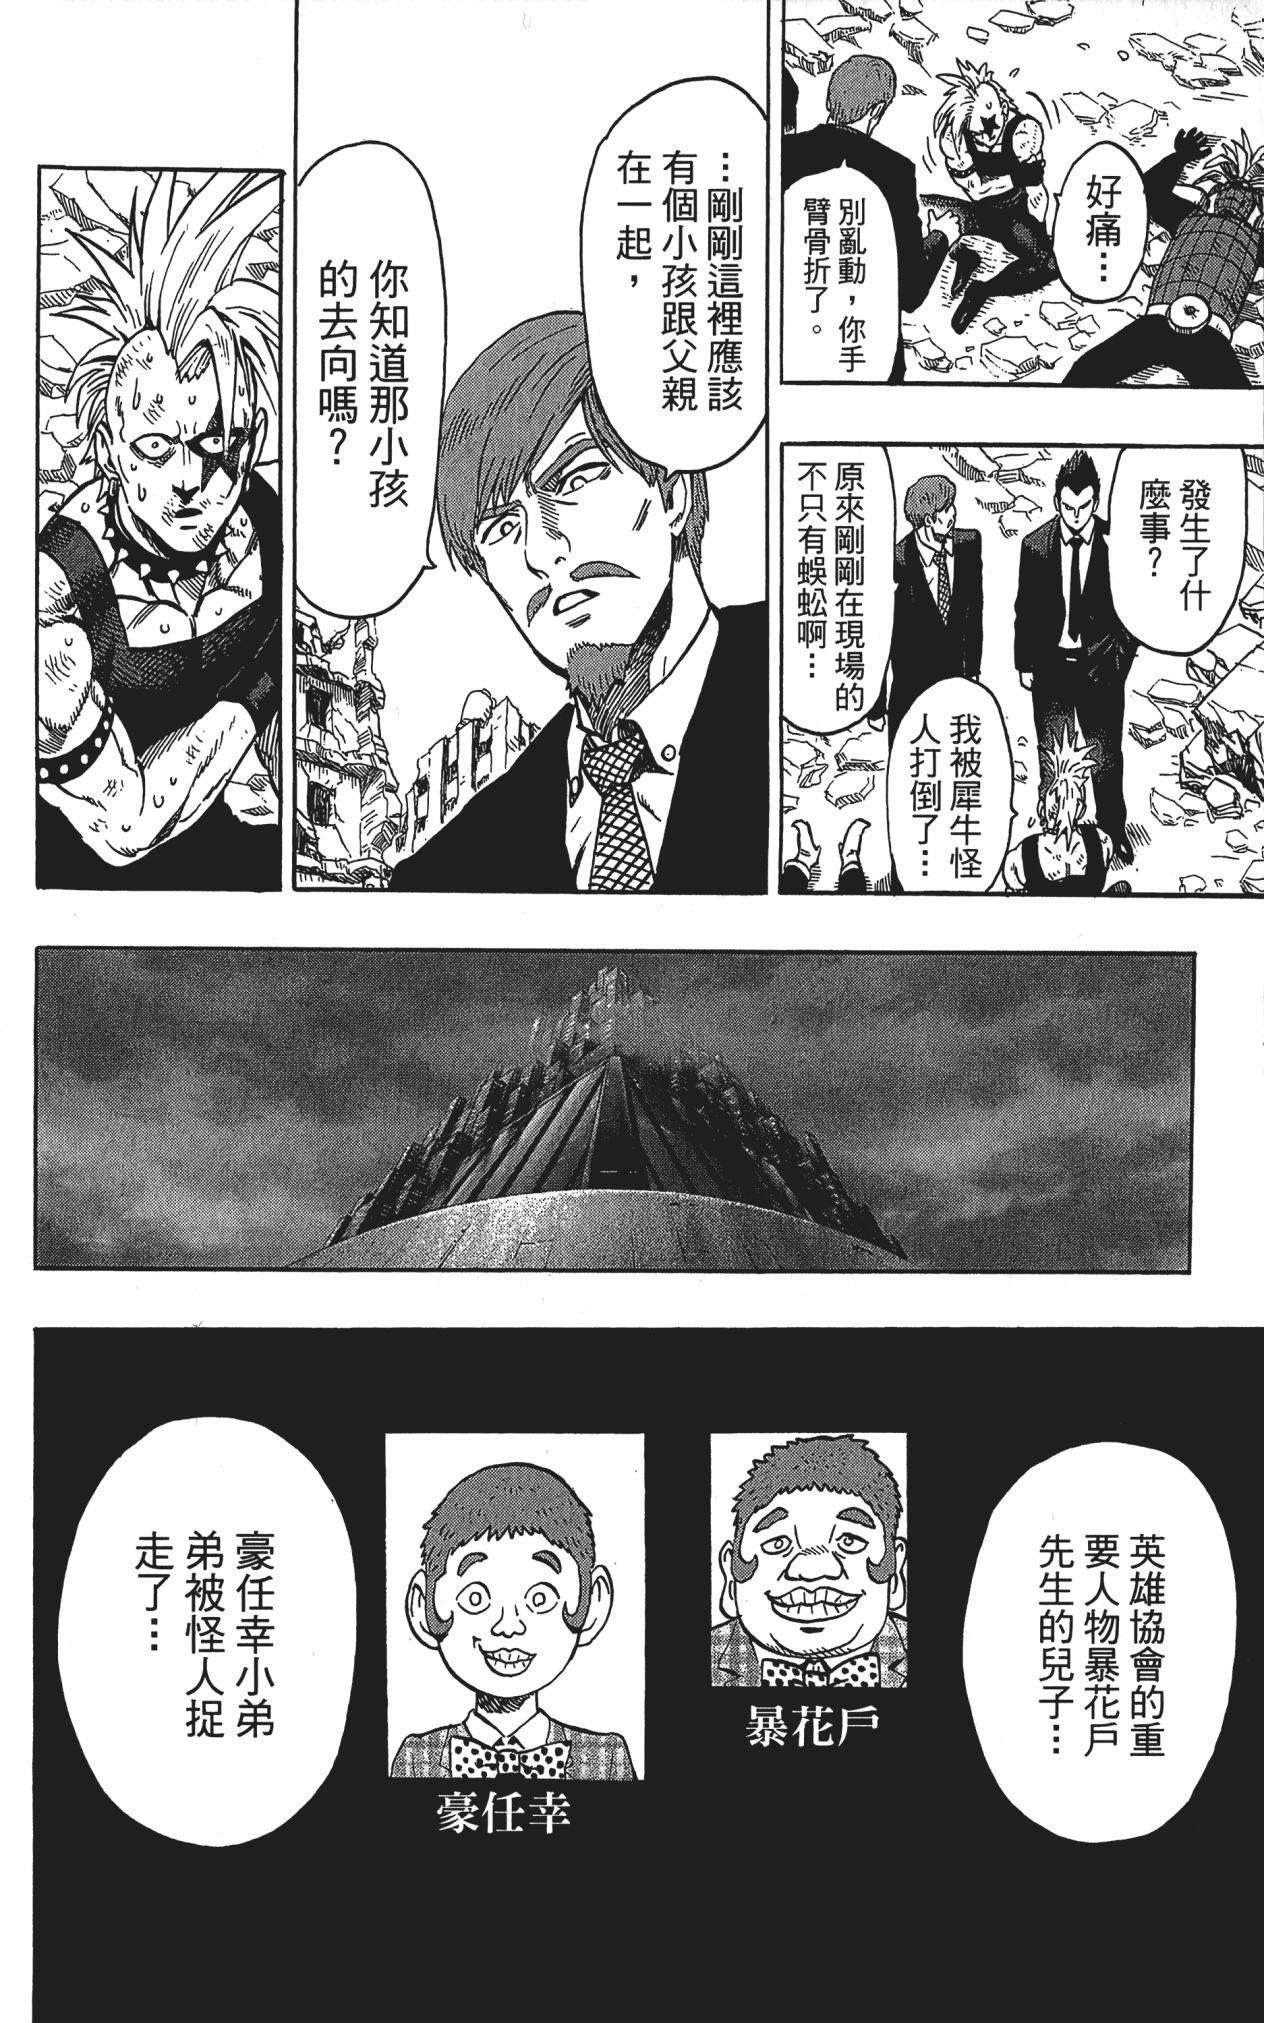 好痛…
別亂動，你手
臂骨折了。
發生了什
麼事？
原來剛剛在現場的
不只有蜈蚣啊…
我被犀牛怪
人打倒了…
…剛剛這裡應該
有個小孩跟父親
在一起，
你知道那小孩
的去向嗎？
英雄協會的重
要人物暴花戶
先生的兒子…
暴花戶
豪任幸
豪任幸小弟
弟被怪人捉
走了…